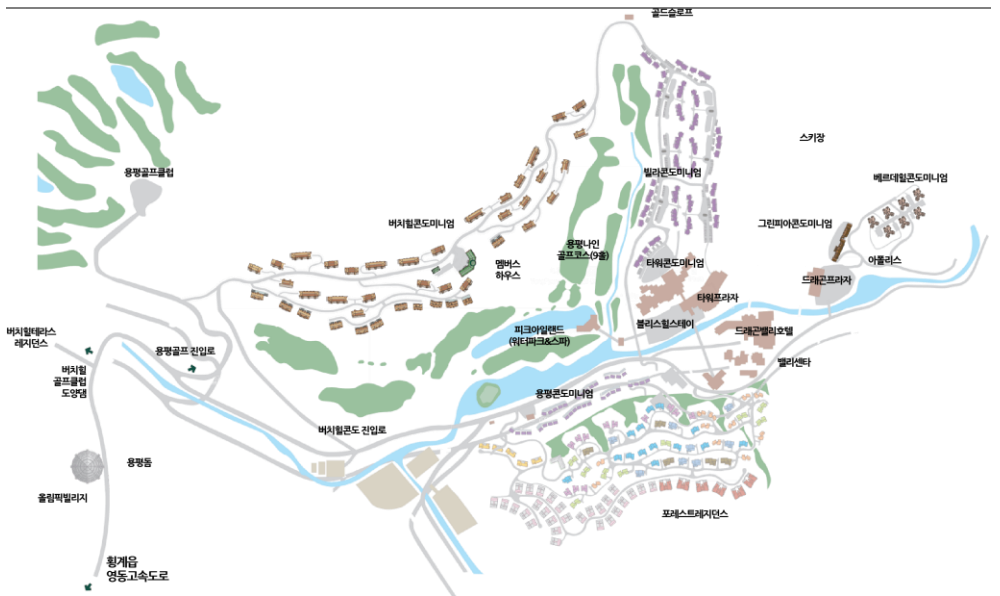 골드슬로프
스키장
용평골프클럽
빌라콘도미니엄
베르데힐콘도미니엄
버치힐콘도미니엄
그린피아콘도미니엄
용평나인
골프코스(9홀)
멤버스
하우스
타워콘도미니엄
아폴리스
드래곤프라자
타워프라자
피크아일랜드
(워터파크&스파)
블리스힐스테이
드래곤밸리호텔
버치힐테라스
레지던스
용평골프 진입로
밸리센타
버치힐
골프클럽
도양댐
용평콘도미니엄
버치힐콘도 진입로
용평돔
올림픽빌리지
포레스트레지던스
횡계읍
영동고속도로